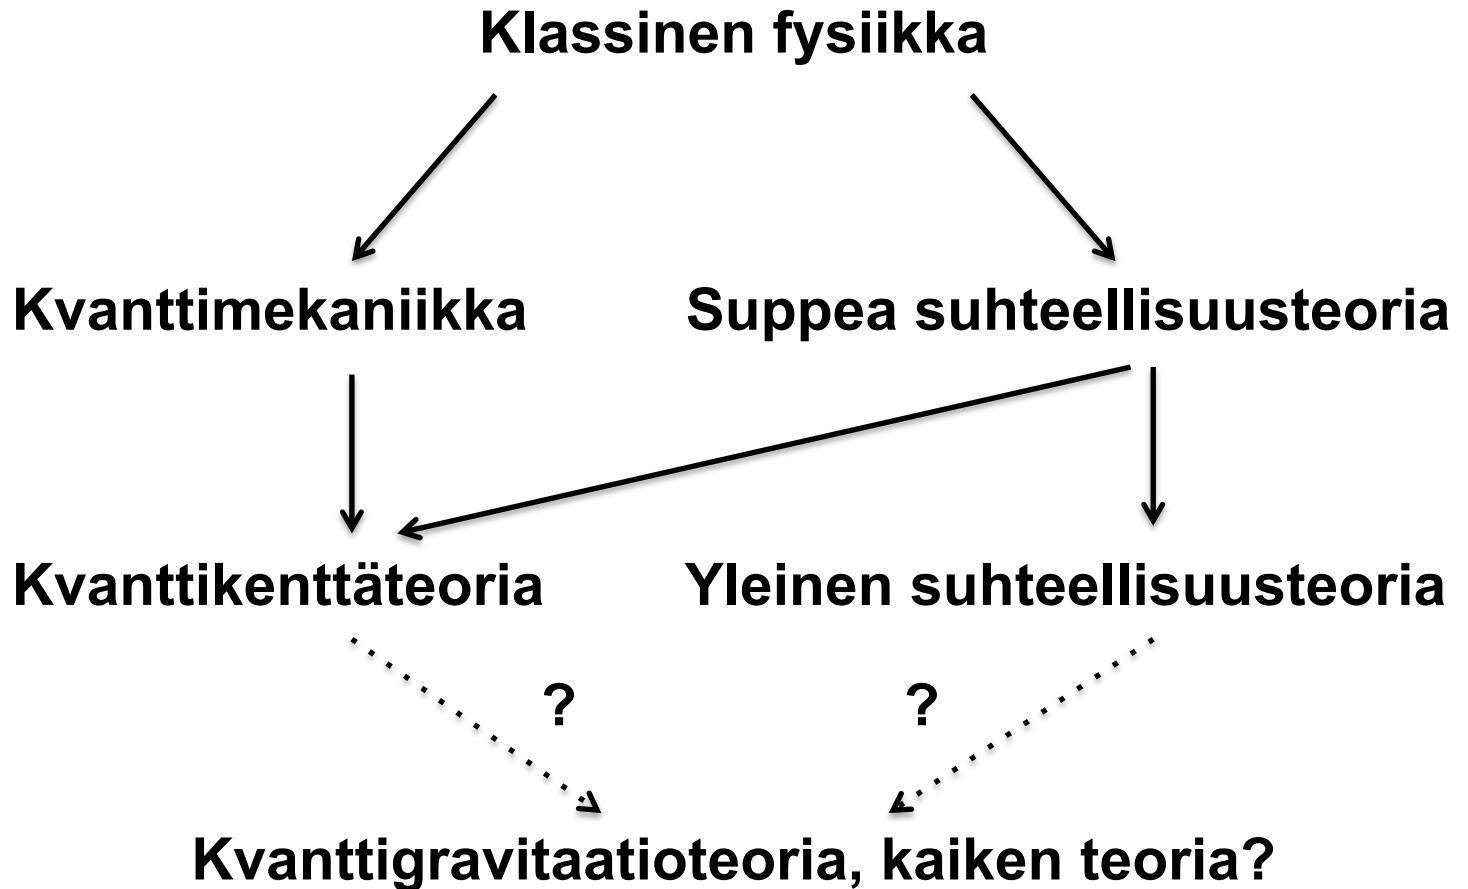 Klassinen fysiikka
Kvanttimekaniikka
Suppea suhteellisuusteoria
Kvanttikenttäteoria
Yleinen suhteellisuusteoria
?
?
Kvanttigravitaatioteoria, kaiken teoria?